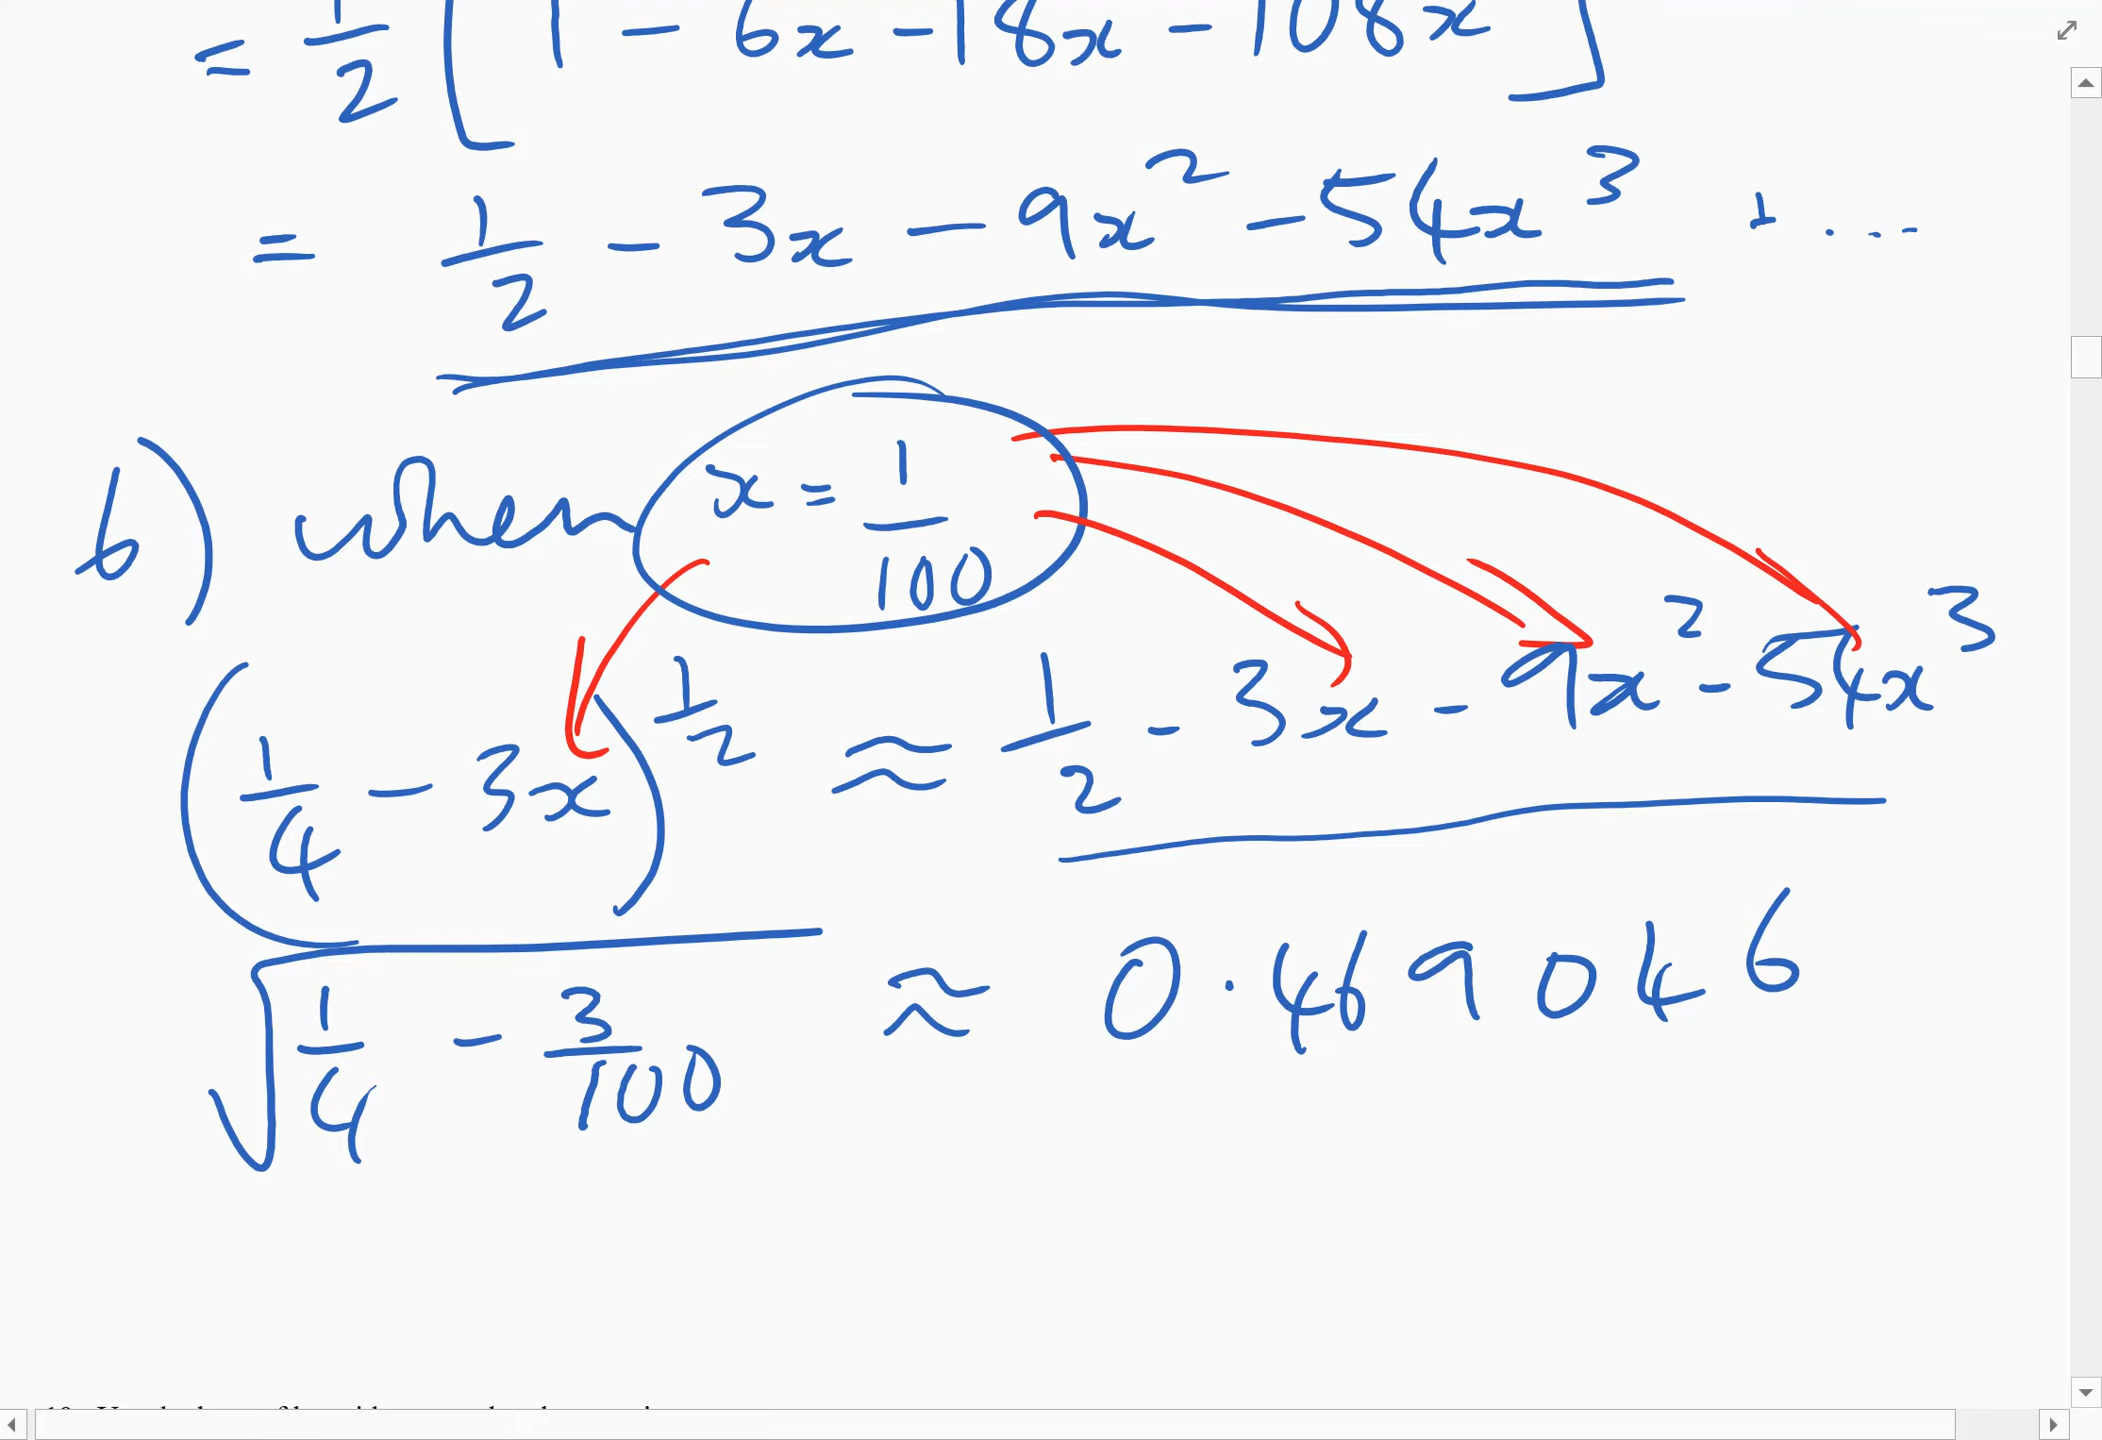 = 1/2 [1 - 6x - 18x - 108x ]
= 1/2 - 3x - 9x² - 54x³ + ...
b) when x = 1/100
(1/4 - 3x)^1/2 ≈ 1/2 - 3x - 9x² - 54x³
√(1/4 - 3/100) ≈ 0.469046